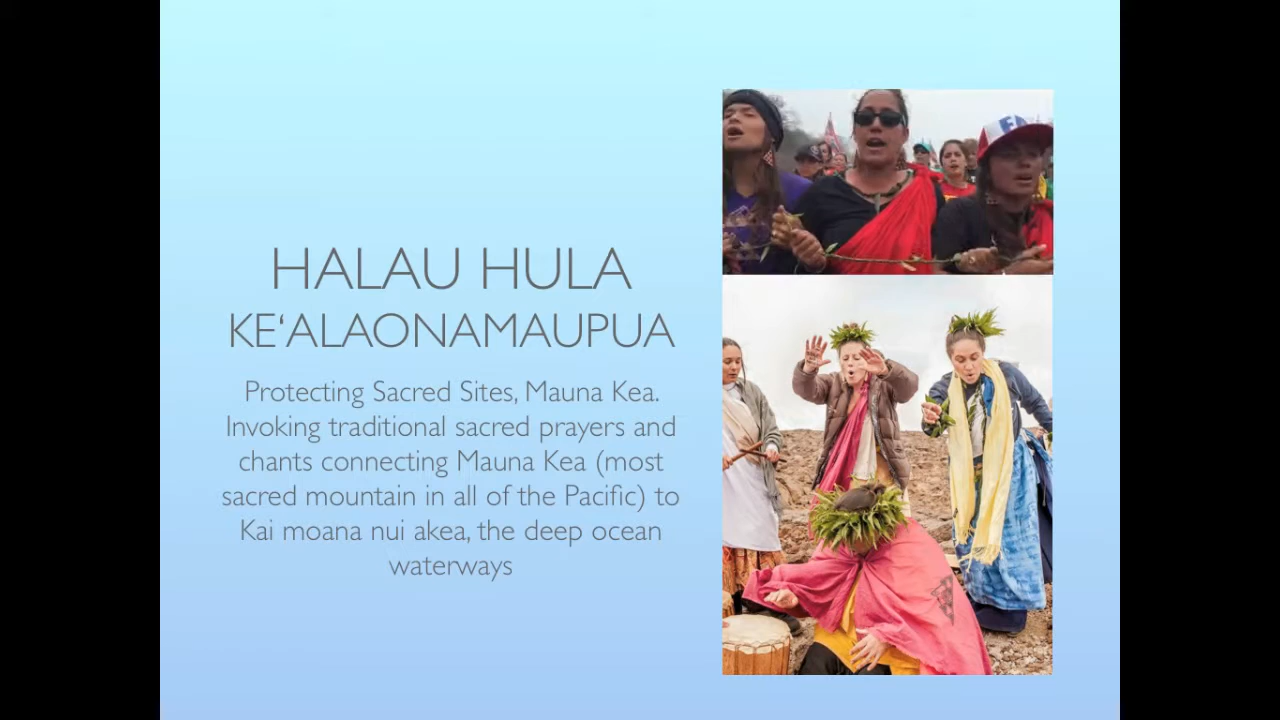 HALAU HULA
KE‘ALAONAMAUPUA
Protecting Sacred Sites, Mauna Kea.
Invoking traditional sacred prayers and
chants connecting Mauna Kea (most
sacred mountain in all of the Pacific) to
Kai moana nui akea, the deep ocean
waterways